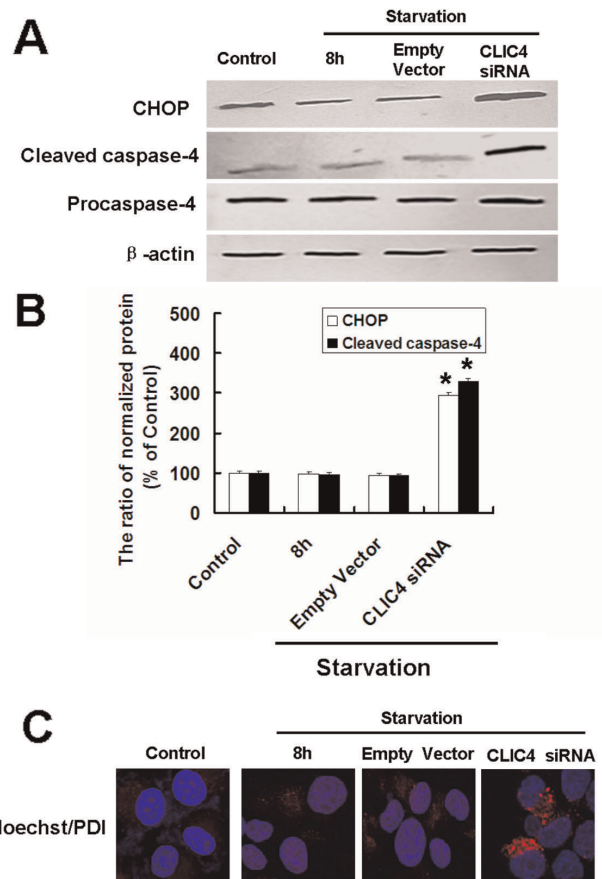 A
Starvation
Control
8h
Empty Vector
CLIC4 siRNA
CHOP
Cleaved caspase-4
Procaspase-4
β-actin
B
The ratio of normalized protein
(% of Control)
500
400
300
200
100
0
CHOP
Cleaved caspase-4
*
*
Control
8h
Empty Vector
CLIC4 siRNA
Starvation
C
Starvation
Control
8h
Empty Vector
CLIC4 siRNA
loechst/PDI